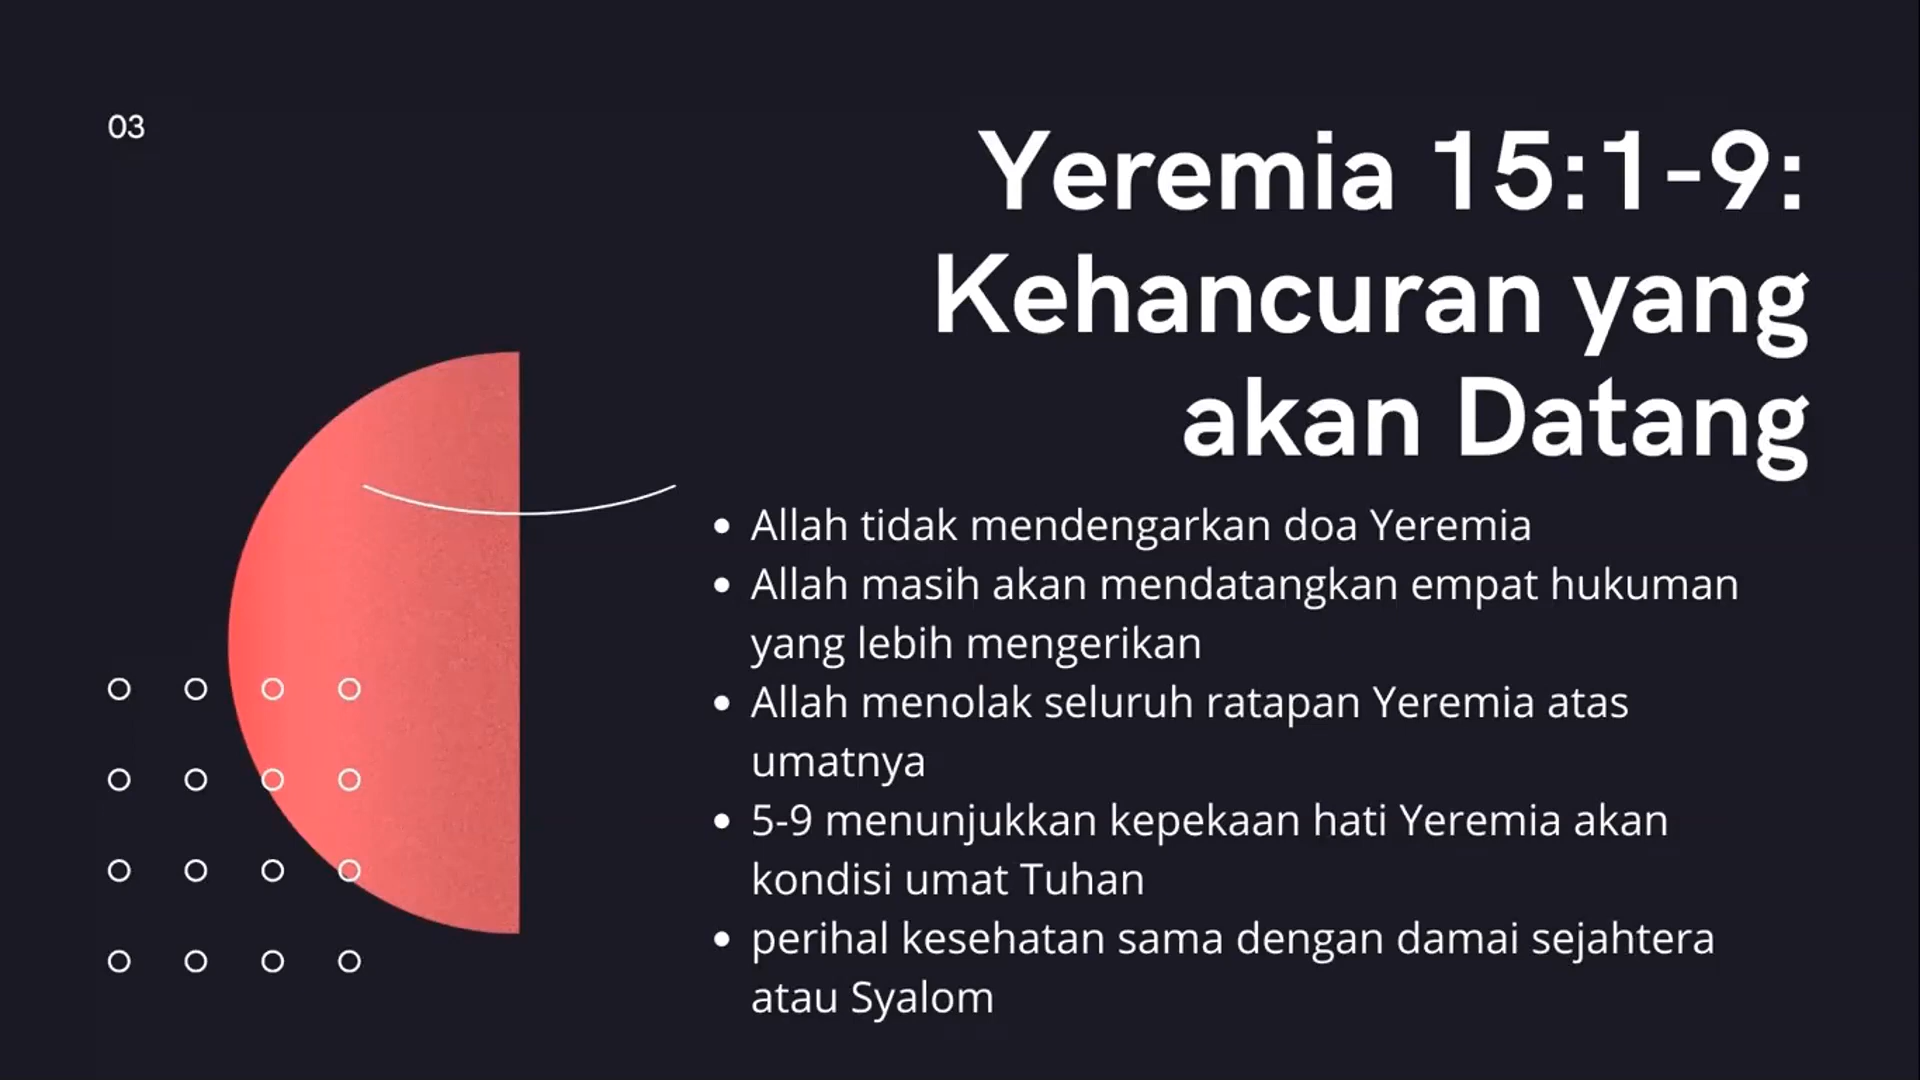 03
Yeremia 15:1-9:
Kehancuran yang
akan Datang
• Allah tidak mendengarkan doa Yeremia
• Allah masih akan mendatangkan empat hukuman
yang lebih mengerikan
• Allah menolak seluruh ratapan Yeremia atas
umatnya
• 5-9 menunjukkan kepekaan hati Yeremia akan
kondisi umat Tuhan
• perihal kesehatan sama dengan damai sejahtera
atau Syalom